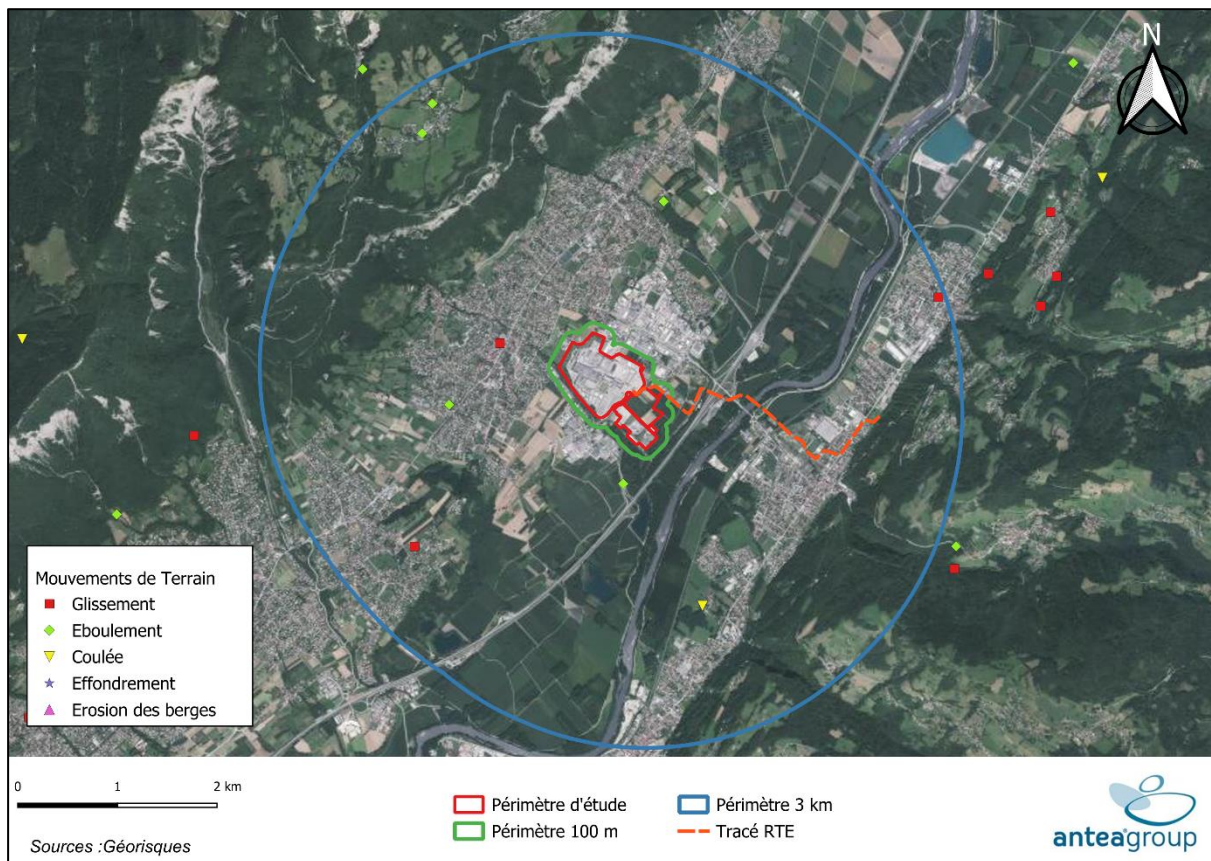 N
Mouvements de Terrain
Glissement
Eboulement
Coulée
Effondrement
Erosion des berges
0 1 2 km
Sources :Géorisques
Périmètre d'étude
Périmètre 100 m
Périmètre 3 km
Tracé RTE
anteagroup